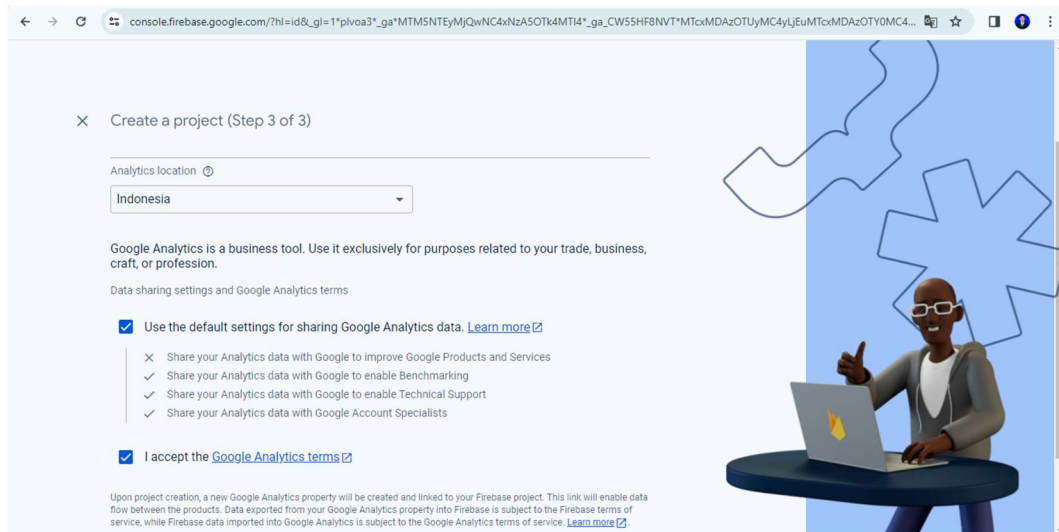 console.firebase.google.com/?hl=id&_gl=1*plvoa3*_ga*MTM5NTEyMjQwNC4xNzA5OTk4MTI4*_ga_CW55HF8NVT*MTcxMDAzOTUyMC4yLjEuMTcxMDAzOTY0MC4...
Create a project (Step 3 of 3)
Analytics location
Indonesia
Google Analytics is a business tool. Use it exclusively for purposes related to your trade, business,
craft, or profession.
Data sharing settings and Google Analytics terms
Use the default settings for sharing Google Analytics data. Learn more
Share your Analytics data with Google to improve Google Products and Services
Share your Analytics data with Google to enable Benchmarking
Share your Analytics data with Google to enable Technical Support
Share your Analytics data with Google Account Specialists
I accept the Google Analytics terms
Upon project creation, a new Google Analytics property will be created and linked to your Firebase project. This link will enable data
flow between the products. Data exported from your Google Analytics property into Firebase is subject to the Firebase terms of
service, while Firebase data imported into Google Analytics is subject to the Google Analytics terms of service. Learn more.